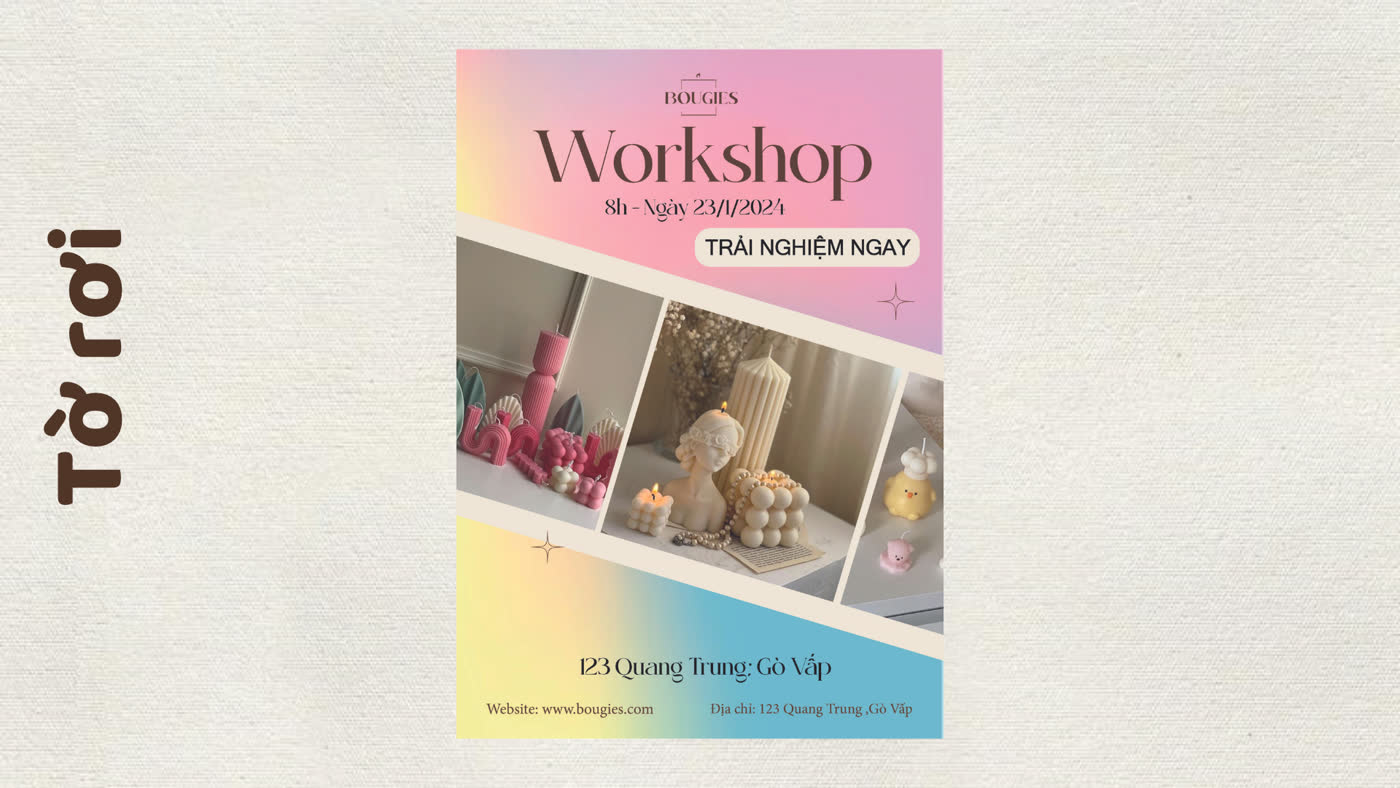 Tờ rơi
BOUGIES
Workshop
8h - Ngày 23/1/2024
TRẢI NGHIỆM NGAY
123 Quang Trung; Gò Vấp
Website: www.bougies.com
Địa chỉ: 123 Quang Trung ,Gò Vấp